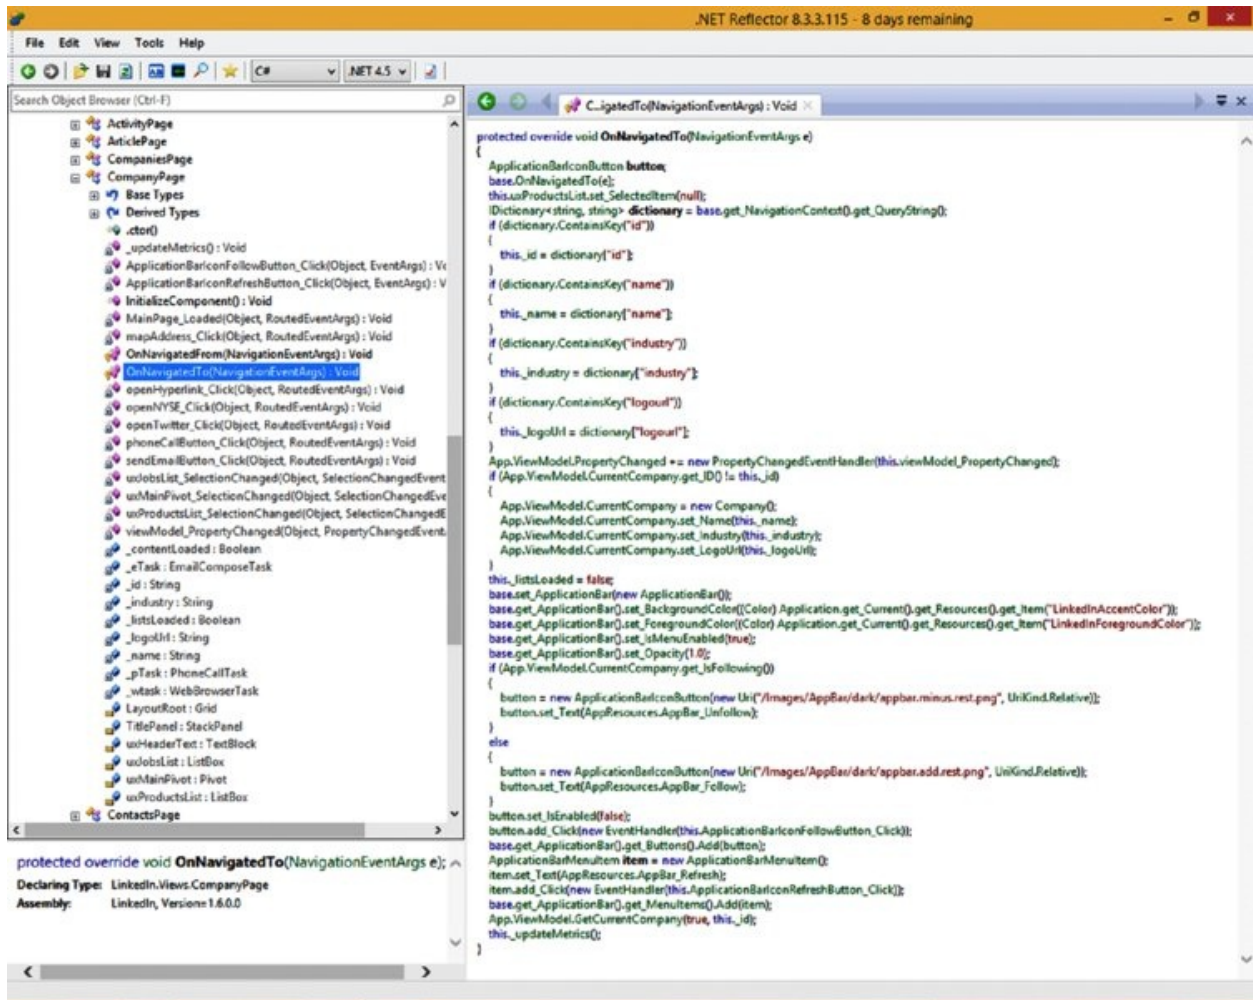 .NET Reflector 8.3.3.115 - 8 days remaining
File Edit View Tools Help
C# .NET 4.5
Search Object Browser (Ctrl-F)
ActivityPage
ArticlePage
CompaniesPage
CompanyPage
Base Types
Derived Types
.ctor()
_updateMetrics() : Void
ApplicationBarIconFollowButton_Click(Object, EventArgs) : Vc
ApplicationBarIconRefreshButton_Click(Object, EventArgs) : V
InitializeComponent() : Void
MainPage_Loaded(Object, RoutedEventArgs) : Void
mapAddress_Click(Object, RoutedEventArgs) : Void
OnNavigatedFrom(NavigationEventArgs) : Void
OnNavigatedTo(NavigationEventArgs) : Void
openHyperlink_Click(Object, RoutedEventArgs) : Void
openNYSE_Click(Object, RoutedEventArgs) : Void
openTwitter_Click(Object, RoutedEventArgs) : Void
phoneCallButton_Click(Object, RoutedEventArgs) : Void
sendEmailButton_Click(Object, RoutedEventArgs) : Void
uxJobsList_SelectionChanged(Object, SelectionChangedEvent
uxMainPivot_SelectionChanged(Object, SelectionChangedEve
uxProductsList_SelectionChanged(Object, SelectionChangedE
viewModel_PropertyChanged(Object, PropertyChangedEvent.
_contentLoaded : Boolean
_eTask : EmailComposeTask
_id : String
_industry : String
_listsLoaded : Boolean
_logoUrl : String
_name : String
_pTask : PhoneCallTask
_wtask : WebBrowserTask
LayoutRoot : Grid
TitlePanel : StackPanel
uxHeaderText : TextBlock
uxJobsList : ListBox
uxMainPivot : Pivot
uxProductsList : ListBox
ContactsPage
protected override void OnNavigatedTo(NavigationEventArgs e);
Declaring Type: LinkedIn.Views.CompanyPage
Assembly: LinkedIn, Version=1.6.0.0
C...igatedTo(NavigationEventArgs) : Void
protected override void OnNavigatedTo(NavigationEventArgs e)
{
ApplicationBarIconButton button;
base.OnNavigatedTo(e);
this.uxProductsList.set_SelectedItem(null);
IDictionary<string, string> dictionary = base.get_NavigationContext().get_QueryString();
if (dictionary.ContainsKey("id"))
{
this._id = dictionary["id"];
}
if (dictionary.ContainsKey("name"))
{
this._name = dictionary["name"];
}
if (dictionary.ContainsKey("industry"))
{
this._industry = dictionary["industry"];
}
if (dictionary.ContainsKey("logourl"))
{
this._logoUrl = dictionary["logourl"];
}
App.ViewModel.PropertyChanged += new PropertyChangedEventHandler(this.viewModel_PropertyChanged);
if (App.ViewModel.CurrentCompany.get_ID() != this._id)
{
App.ViewModel.CurrentCompany = new Company();
App.ViewModel.CurrentCompany.set_Name(this._name);
App.ViewModel.CurrentCompany.set_Industry(this._industry);
App.ViewModel.CurrentCompany.set_LogoUrl(this._logoUrl);
}
this._listsLoaded = false;
base.set_ApplicationBar(new ApplicationBar());
base.get_ApplicationBar().set_BackgroundColor((Color) Application.get_Current().get_Resources().get_Item("LinkedInAccentColor"));
base.get_ApplicationBar().set_ForegroundColor((Color) Application.get_Current().get_Resources().get_Item("LinkedInForegroundColor"));
base.get_ApplicationBar().set_IsMenuEnabled(true);
base.get_ApplicationBar().set_Opacity(1.0);
if (App.ViewModel.CurrentCompany.get_IsFollowing())
{
button = new ApplicationBarIconButton(new Uri("/Images/AppBar/dark/appbar.minus.rest.png", UriKind.Relative));
button.set_Text(AppResources.AppBar_Unfollow);
}
else
{
button = new ApplicationBarIconButton(new Uri("/Images/AppBar/dark/appbar.add.rest.png", UriKind.Relative));
button.set_Text(AppResources.AppBar_Follow);
}
button.set_IsEnabled(false);
button.add_Click(new EventHandler(this.ApplicationBarIconFollowButton_Click));
base.get_ApplicationBar().get_Buttons().Add(button);
ApplicationBarMenuItem item = new ApplicationBarMenuItem();
item.set_Text(AppResources.AppBar_Refresh);
item.add_Click(new EventHandler(this.ApplicationBarIconRefreshButton_Click));
base.get_ApplicationBar().get_MenuItems().Add(item);
App.ViewModel.GetCurrentCompany(true, this._id);
this._updateMetrics();
}